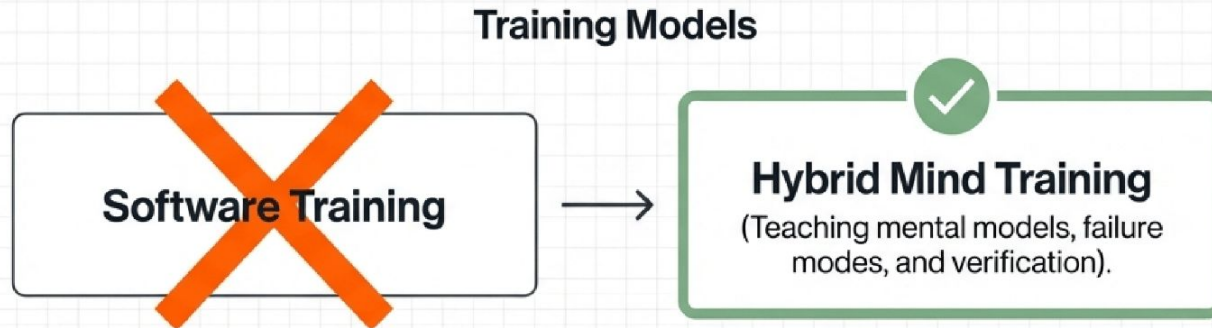 Training Models
Software Training
Hybrid Mind Training
(Teaching mental models, failure
modes, and verification).